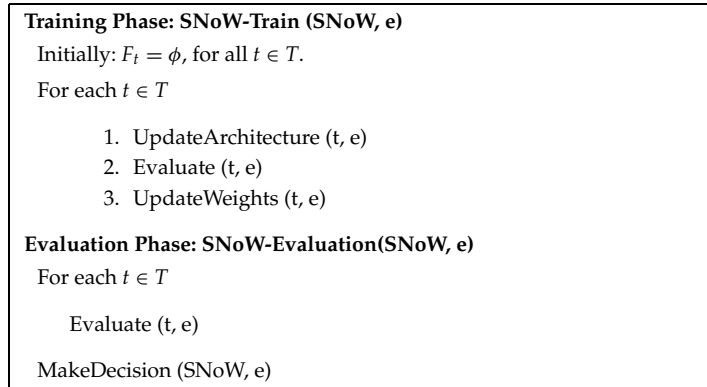 Training Phase: SNoW-Train (SNoW, e)
Initially: F_t = ϕ, for all t ∈ T.
For each t ∈ T
1. UpdateArchitecture (t, e)
2. Evaluate (t, e)
3. UpdateWeights (t, e)
Evaluation Phase: SNoW-Evaluation(SNoW, e)
For each t ∈ T
Evaluate (t, e)
MakeDecision (SNoW, e)